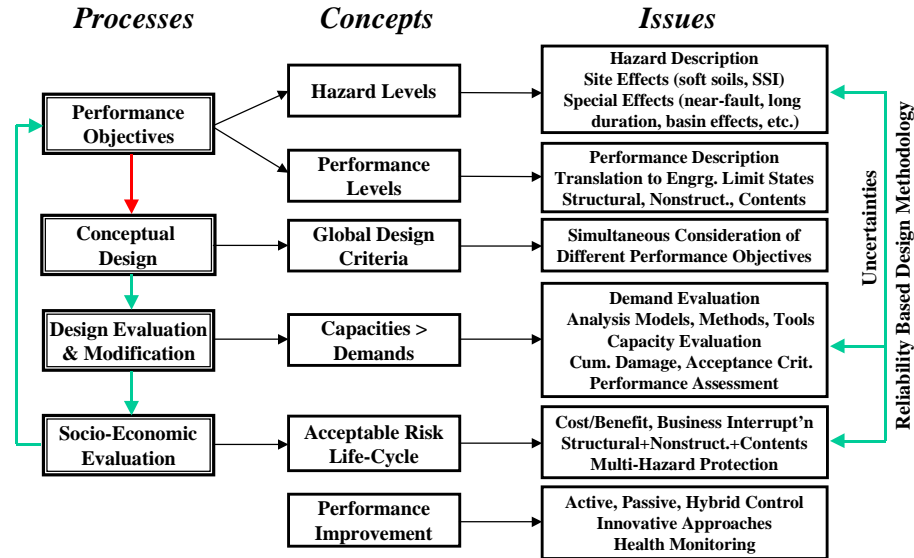 Processes
Concepts
Issues
Performance
Objectives
Hazard Levels
Hazard Description
Site Effects (soft soils, SSI)
Special Effects (near-fault, long
duration, basin effects, etc.)
Performance
Levels
Performance Description
Translation to Engrg. Limit States
Structural, Nonstruct., Contents
Conceptual
Design
Global Design
Criteria
Simultaneous Consideration of
Different Performance Objectives
Design Evaluation
& Modification
Capacities >
Demands
Demand Evaluation
Analysis Models, Methods, Tools
Capacity Evaluation
Cum. Damage, Acceptance Crit.
Performance Assessment
Socio-Economic
Evaluation
Acceptable Risk
Life-Cycle
Cost/Benefit, Business Interrupt'n
Structural+Nonstruct.+Contents
Multi-Hazard Protection
Performance
Improvement
Active, Passive, Hybrid Control
Innovative Approaches
Health Monitoring
Uncertainties
Reliability Based Design Methodology